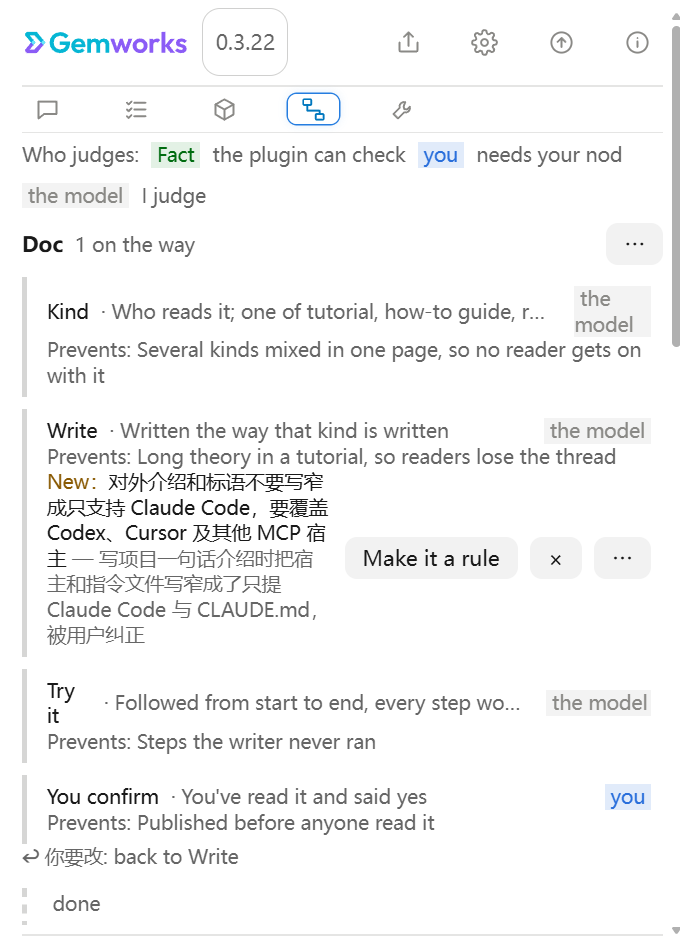 Gemworks 0.3.22
Who judges: Fact the plugin can check you needs your nod
the model I judge
Doc 1 on the way ...
Kind · Who reads it; one of tutorial, how-to guide, r... the model
Prevents: Several kinds mixed in one page, so no reader gets on
with it
Write · Written the way that kind is written the model
Prevents: Long theory in a tutorial, so readers lose the thread
New: 对外介绍和标语不要写窄
成只支持 Claude Code，要覆盖
Codex、Cursor 及其他 MCP 宿
主 — 写项目一句话介绍时把宿
主和指令文件写窄成了只提
Claude Code 与 CLAUDE.md，
被用户纠正
Make it a rule × ...
Try it · Followed from start to end, every step wo... the model
Prevents: Steps the writer never ran
You confirm · You've read it and said yes you
Prevents: Published before anyone read it
↩ 你要改: back to Write
done